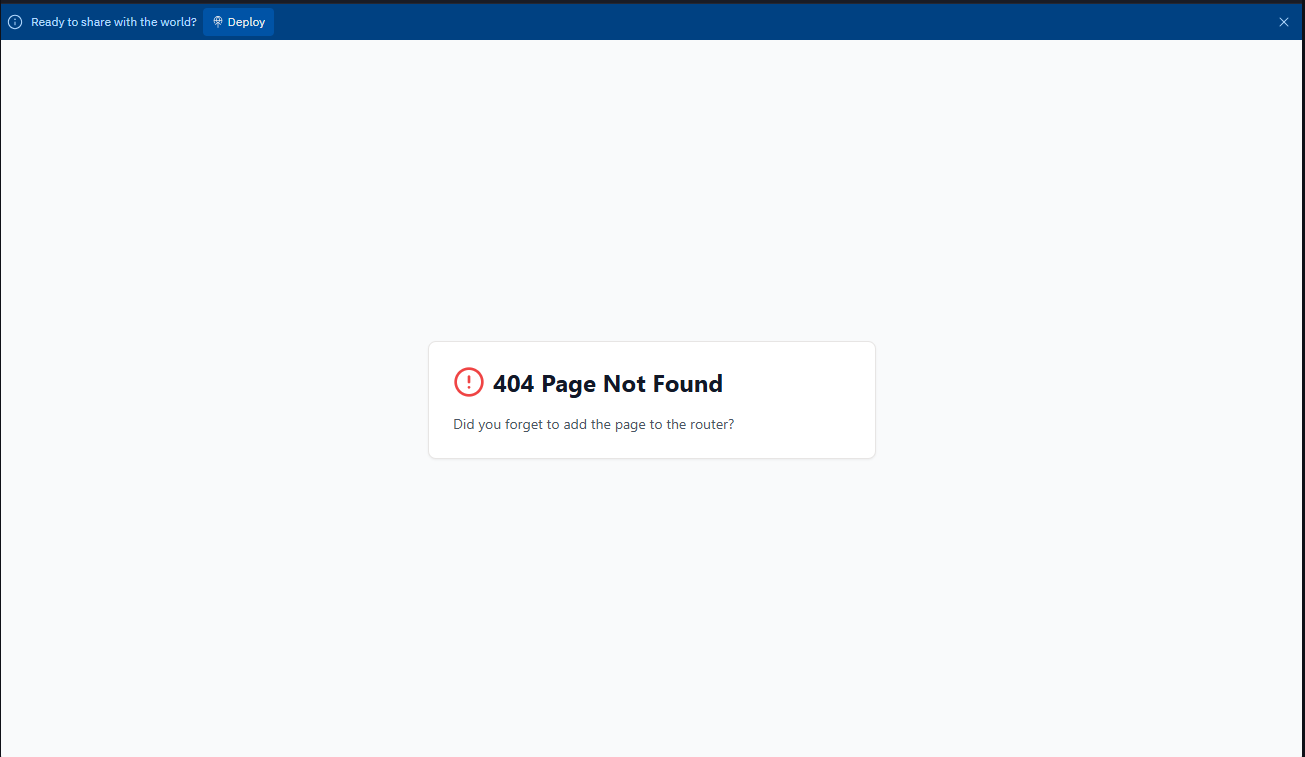 Ready to share with the world? Deploy
404 Page Not Found
Did you forget to add the page to the router?